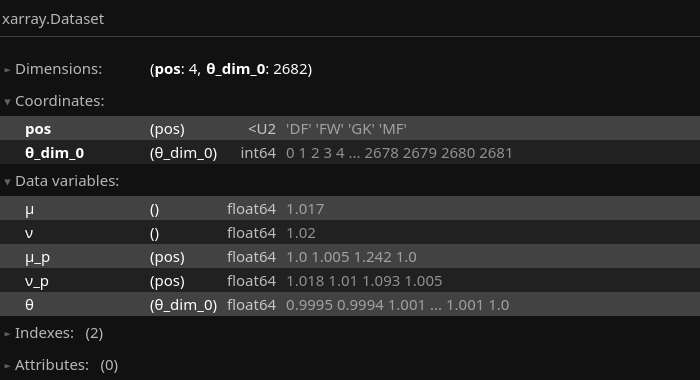 xarray.Dataset
► Dimensions: (pos: 4, θ_dim_0: 2682)
▼ Coordinates:
pos (pos) <U2 'DF' 'FW' 'GK' 'MF'
θ_dim_0 (θ_dim_0) int64 0 1 2 3 4 ... 2678 2679 2680 2681
▼ Data variables:
μ () float64 1.017
ν () float64 1.02
μ_p (pos) float64 1.0 1.005 1.242 1.0
ν_p (pos) float64 1.018 1.01 1.093 1.005
θ (θ_dim_0) float64 0.9995 0.9994 1.001 ... 1.001 1.0
► Indexes: (2)
► Attributes: (0)